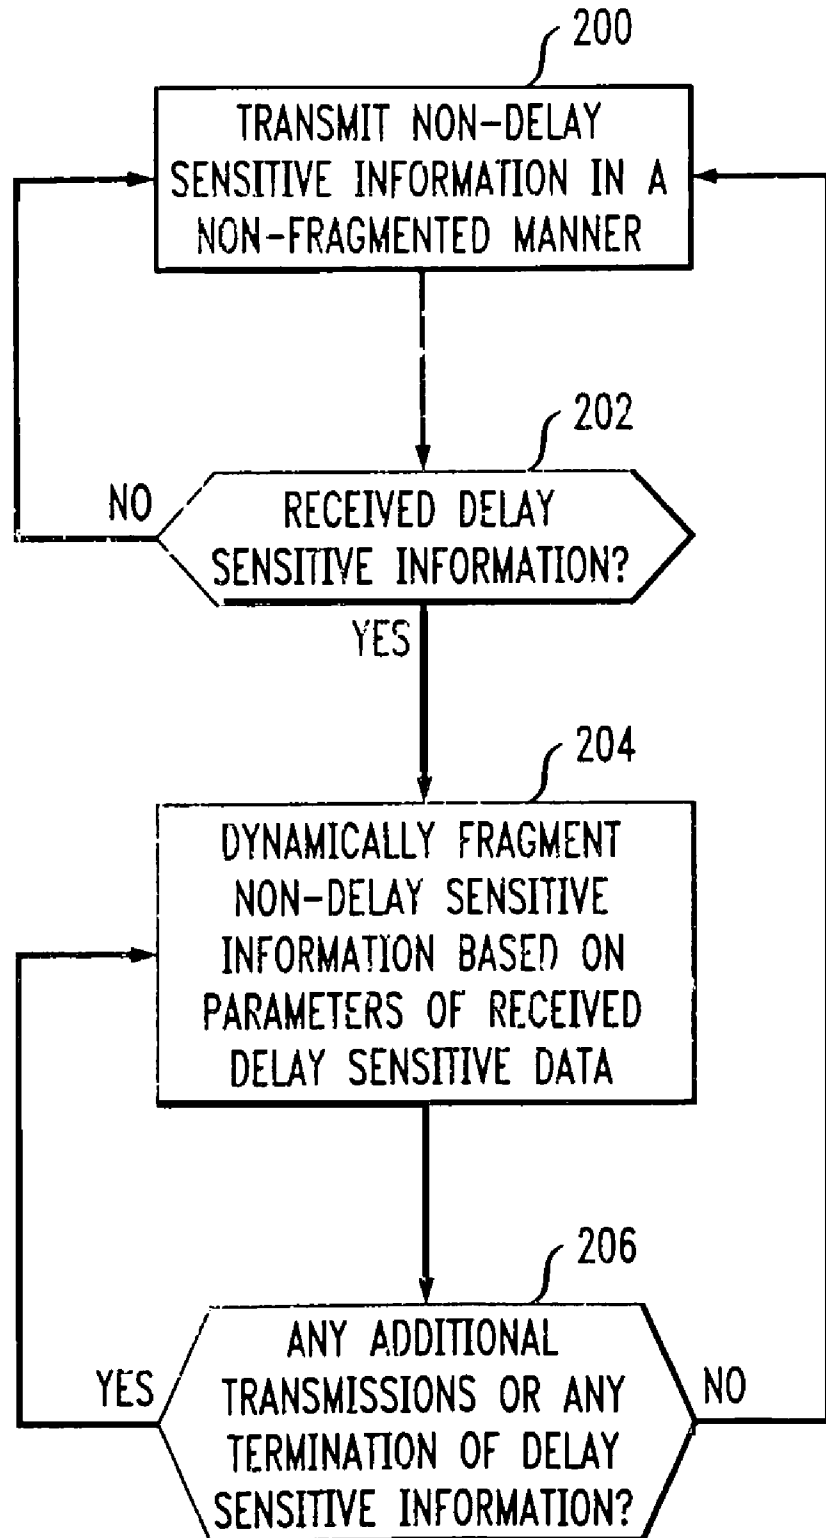 200
TRANSMIT NON-DELAY
SENSITIVE INFORMATION IN A
NON-FRAGMENTED MANNER
202
NO
RECEIVED DELAY
SENSITIVE INFORMATION?
YES
204
DYNAMICALLY FRAGMENT
NON-DELAY SENSITIVE
INFORMATION BASED ON
PARAMETERS OF RECEIVED
DELAY SENSITIVE DATA
206
YES
ANY ADDITIONAL
TRANSMISSIONS OR ANY
TERMINATION OF DELAY
SENSITIVE INFORMATION?
NO